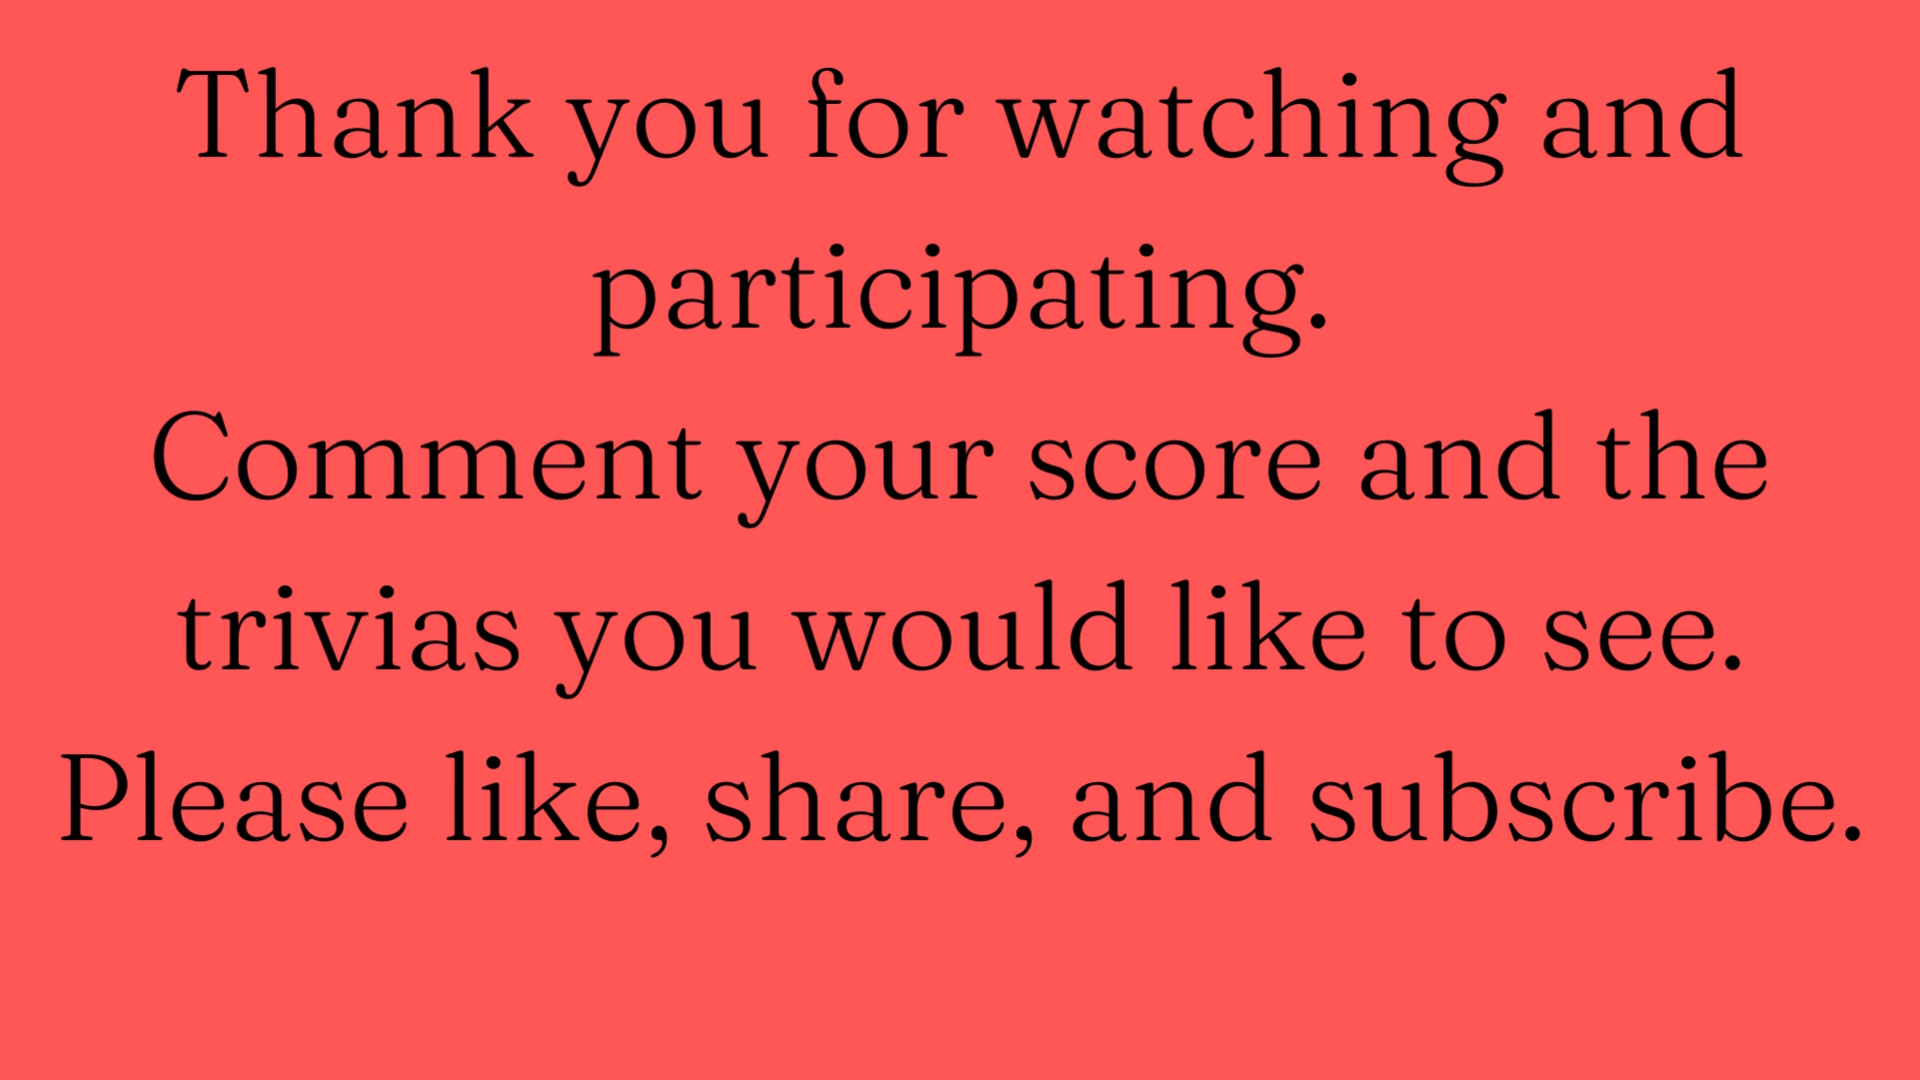 Thank you for watching and
participating.
Comment your score and the
trivias you would like to see.
Please like, share, and subscribe.